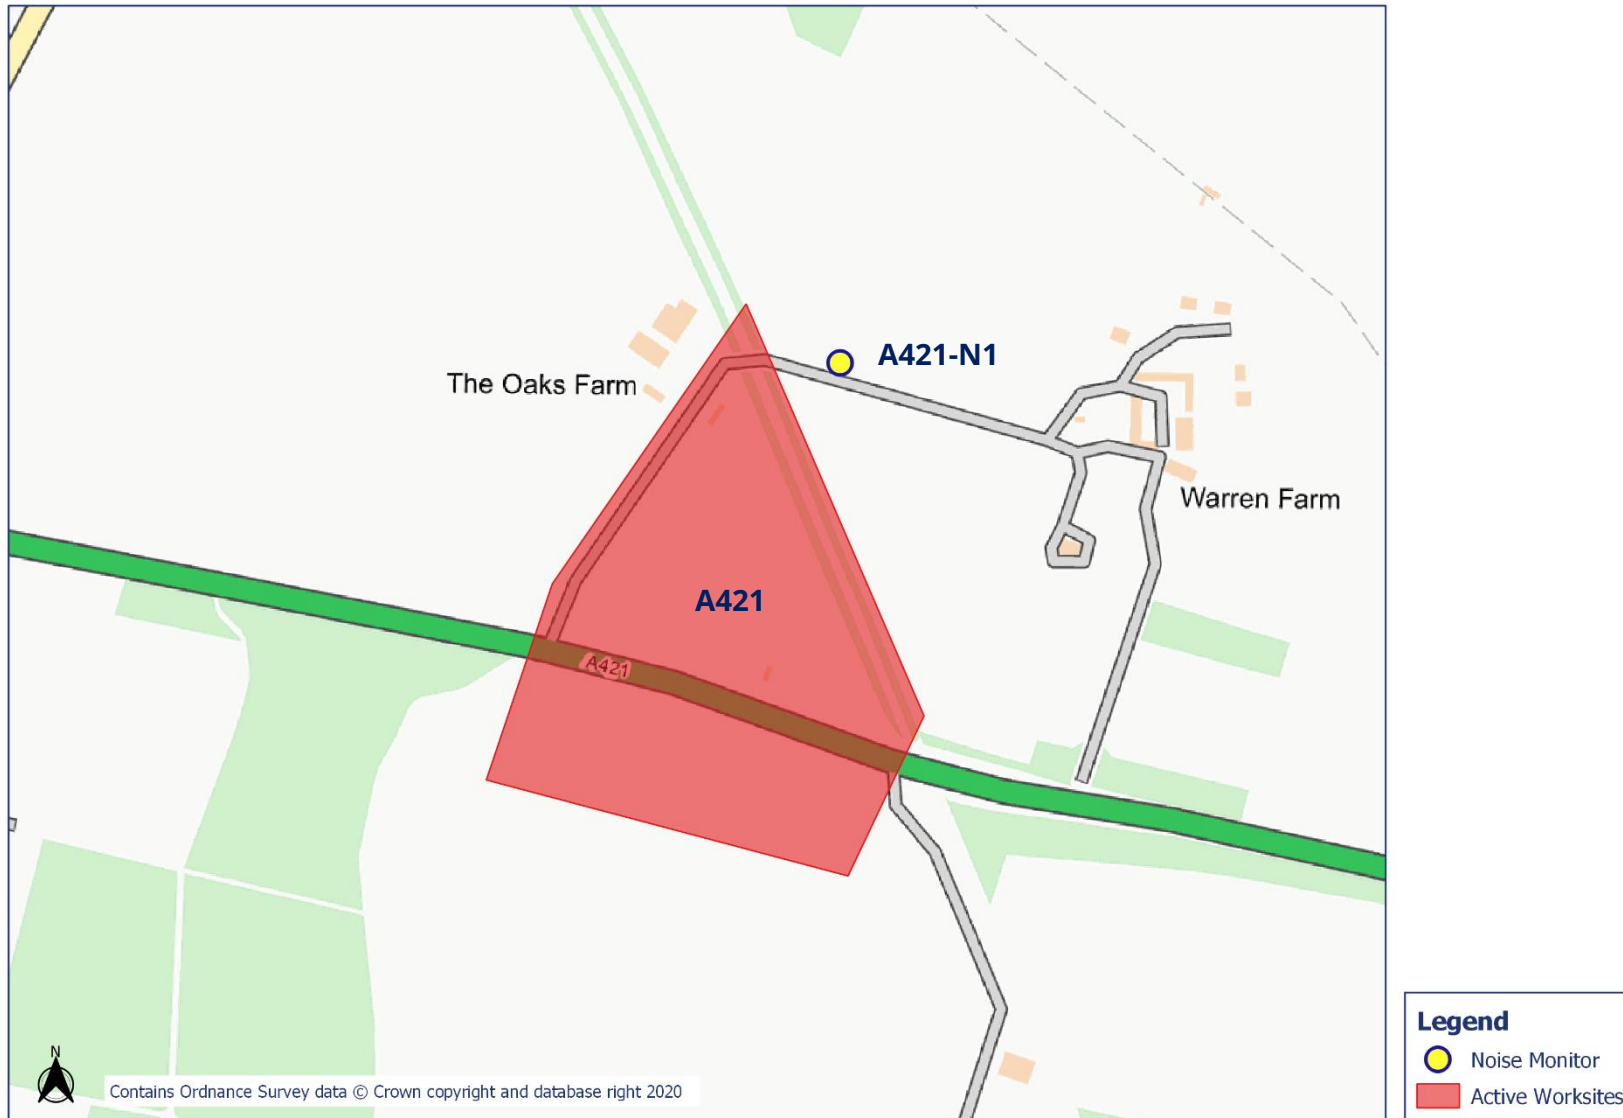 A421-N1
The Oaks Farm
Warren Farm
A421
A421
Legend
Noise Monitor
Active Worksites
N
Contains Ordnance Survey data © Crown copyright and database right 2020